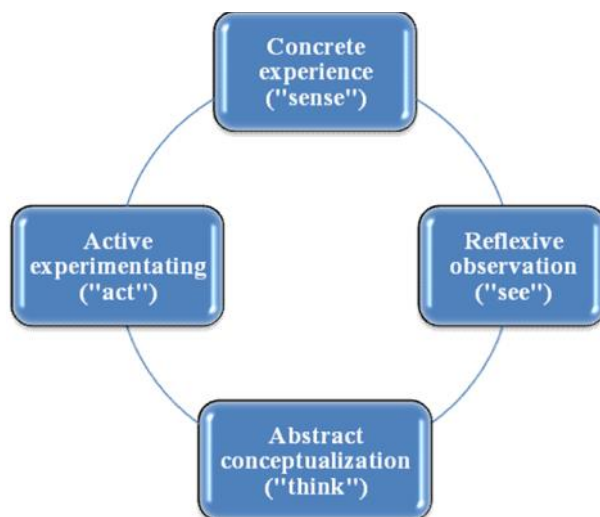 Concrete
experience
("sense")
Active
experimentating
("act")
Reflexive
observation
("see")
Abstract
conceptualization
("think")